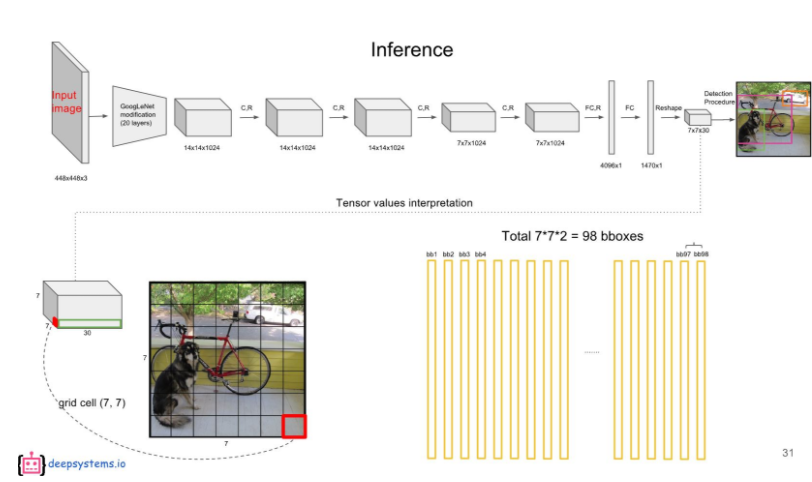 Inference
Input
image
448x448x3
GoogLeNet
modification
(20 layers)
14x14x1024
C,R
14x14x1024
C,R
14x14x1024
C,R
7x7x1024
C,R
7x7x1024
FC,R
4096x1
FC
1470x1
Reshape
7x7x30
Detection
Procedure
Tensor values interpretation
7
7
30
grid cell (7, 7)
7
7
Total 7*7*2 = 98 bboxes
bb1 bb2 bb3 bb4
bb97 bb98
.......
deepsystems.io
31